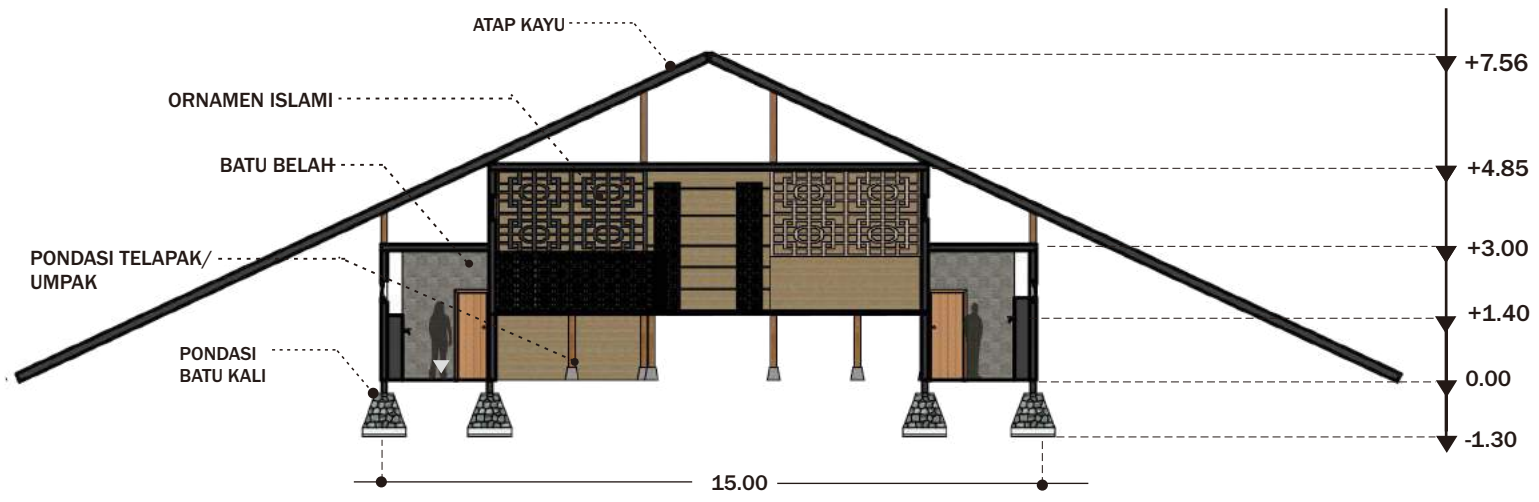 ATAP KAYU
+7.56
ORNAMEN ISLAMI
BATU BELAH
+4.85
PONDASI TELAPAK/
UMPAK
+3.00
+1.40
PONDASI
BATU KALI
0.00
-1.30
15.00